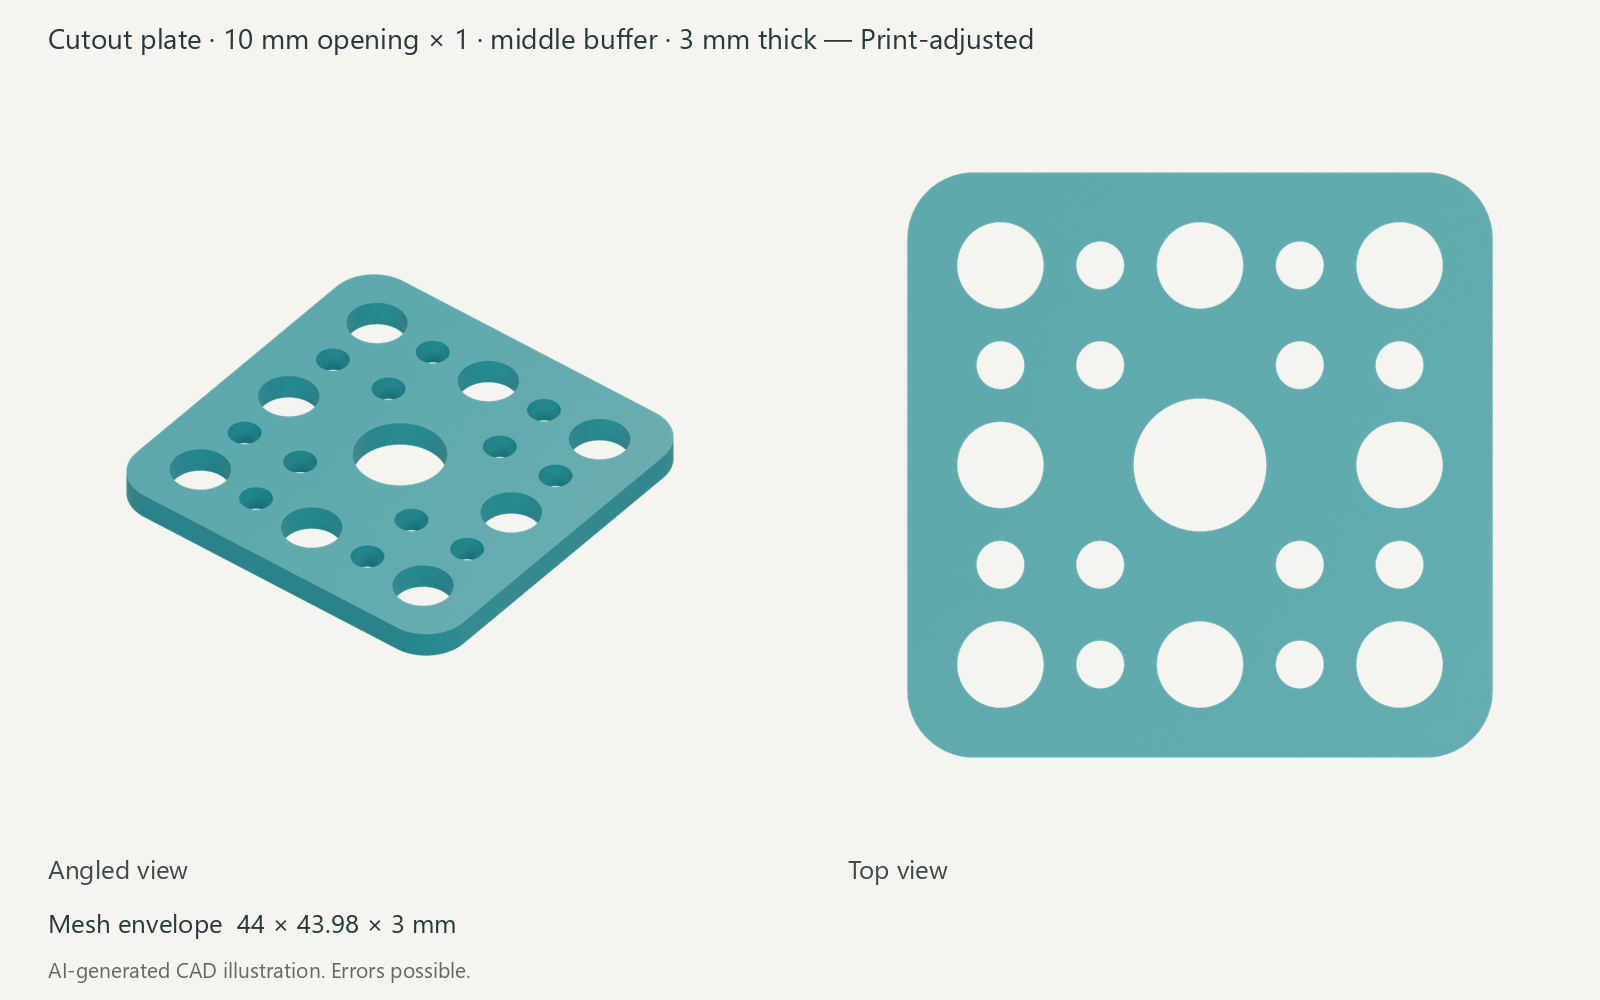 Cutout plate · 10 mm opening × 1 · middle buffer · 3 mm thick — Print-adjusted
Angled view
Top view
Mesh envelope  44 × 43.98 × 3 mm
AI-generated CAD illustration. Errors possible.